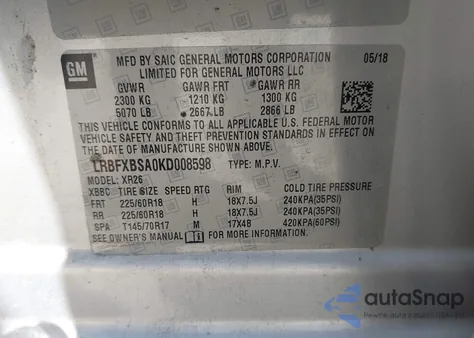 GM
MFD BY SAIC GENERAL MOTORS CORPORATION 05/18
LIMITED FOR GENERAL MOTORS LLC
GVWR GAWR FRT GAWR RR
2300 KG 1210 KG 1300 KG
5070 LB 2667 LB 2866 LB
THIS VEHICLE CONFORMS TO ALL APPLICABLE U.S. FEDERAL MOTOR
VEHICLE SAFETY AND THEFT PREVENTION STANDARDS IN EFFECT ON
THE DATE OF MANUFACTURE SHOWN ABOVE.
LRBFXBSA0KD008598 TYPE: M.P.V.
MODEL: XR26
XBBC TIRE SIZE SPEED RTG RIM COLD TIRE PRESSURE
FRT 225/60R18 H 18X7.5J 240KPA(35PSI)
RR 225/60R18 H 18X7.5J 240KPA(35PSI)
SPA T145/70R17 M 17X4B 420KPA(60PSI)
SEE OWNER'S MANUAL FOR MORE INFORMATION.
autoSnap